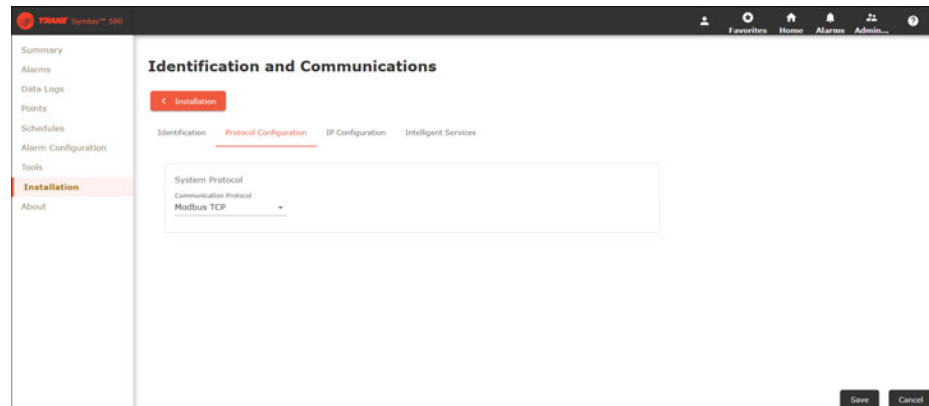 TRANE Symbio™ 500
Favorites Home Alarms Admin...
Summary
Alarms
Data Logs
Points
Schedules
Alarm Configuration
Tools
Installation
About
Identification and Communications
< Installation
Identification Protocol Configuration IP Configuration Intelligent Services
System Protocol
Communication Protocol
Modbus TCP
Save Cancel